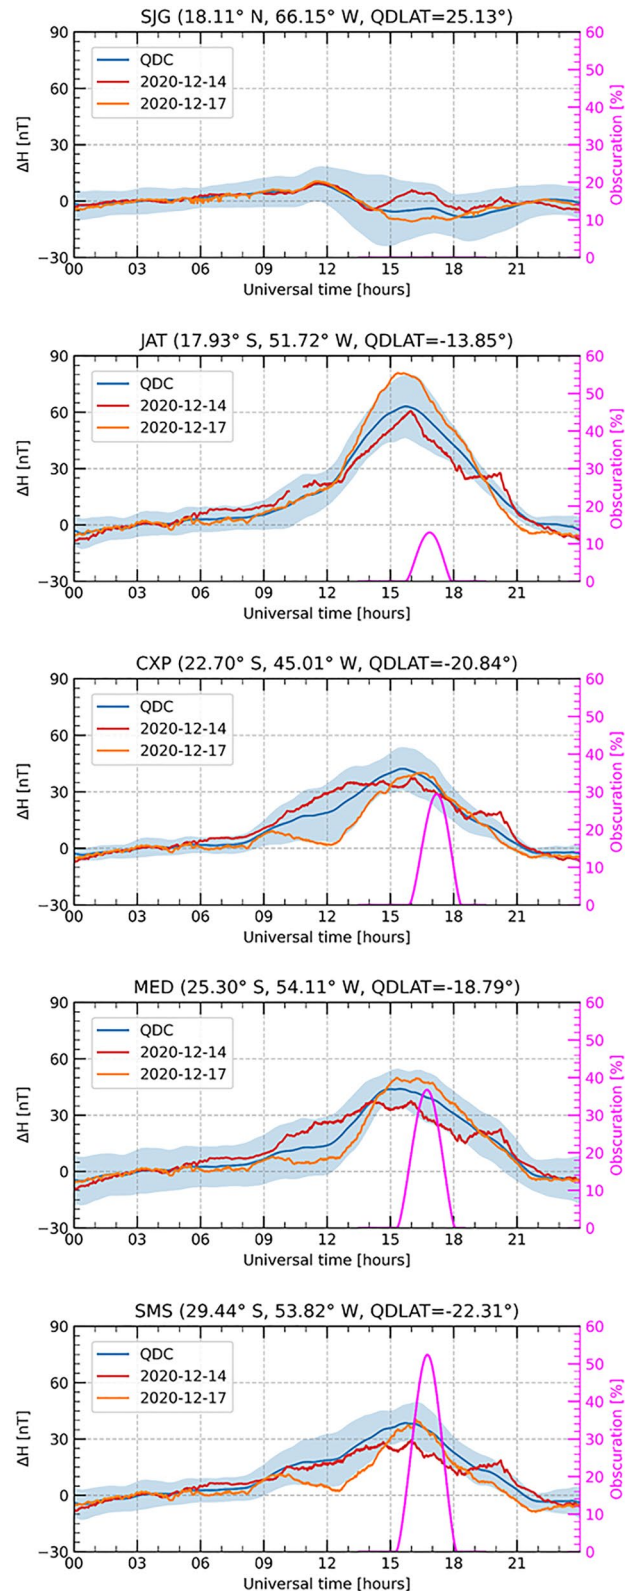 SJG (18.11° N, 66.15° W, QDLAT=25.13°)
90
60
30
0
−30
ΔH [nT]
QDC
2020-12-14
2020-12-17
60
50
40
30
20
10
0
Obscuration [%]
00 03 06 09 12 15 18 21
Universal time [hours]
JAT (17.93° S, 51.72° W, QDLAT=-13.85°)
90
60
30
0
−30
ΔH [nT]
QDC
2020-12-14
2020-12-17
60
50
40
30
20
10
0
Obscuration [%]
00 03 06 09 12 15 18 21
Universal time [hours]
CXP (22.70° S, 45.01° W, QDLAT=-20.84°)
90
60
30
0
−30
ΔH [nT]
QDC
2020-12-14
2020-12-17
60
50
40
30
20
10
0
Obscuration [%]
00 03 06 09 12 15 18 21
Universal time [hours]
MED (25.30° S, 54.11° W, QDLAT=-18.79°)
90
60
30
0
−30
ΔH [nT]
QDC
2020-12-14
2020-12-17
60
50
40
30
20
10
0
Obscuration [%]
00 03 06 09 12 15 18 21
Universal time [hours]
SMS (29.44° S, 53.82° W, QDLAT=-22.31°)
90
60
30
0
−30
ΔH [nT]
QDC
2020-12-14
2020-12-17
60
50
40
30
20
10
0
Obscuration [%]
00 03 06 09 12 15 18 21
Universal time [hours]